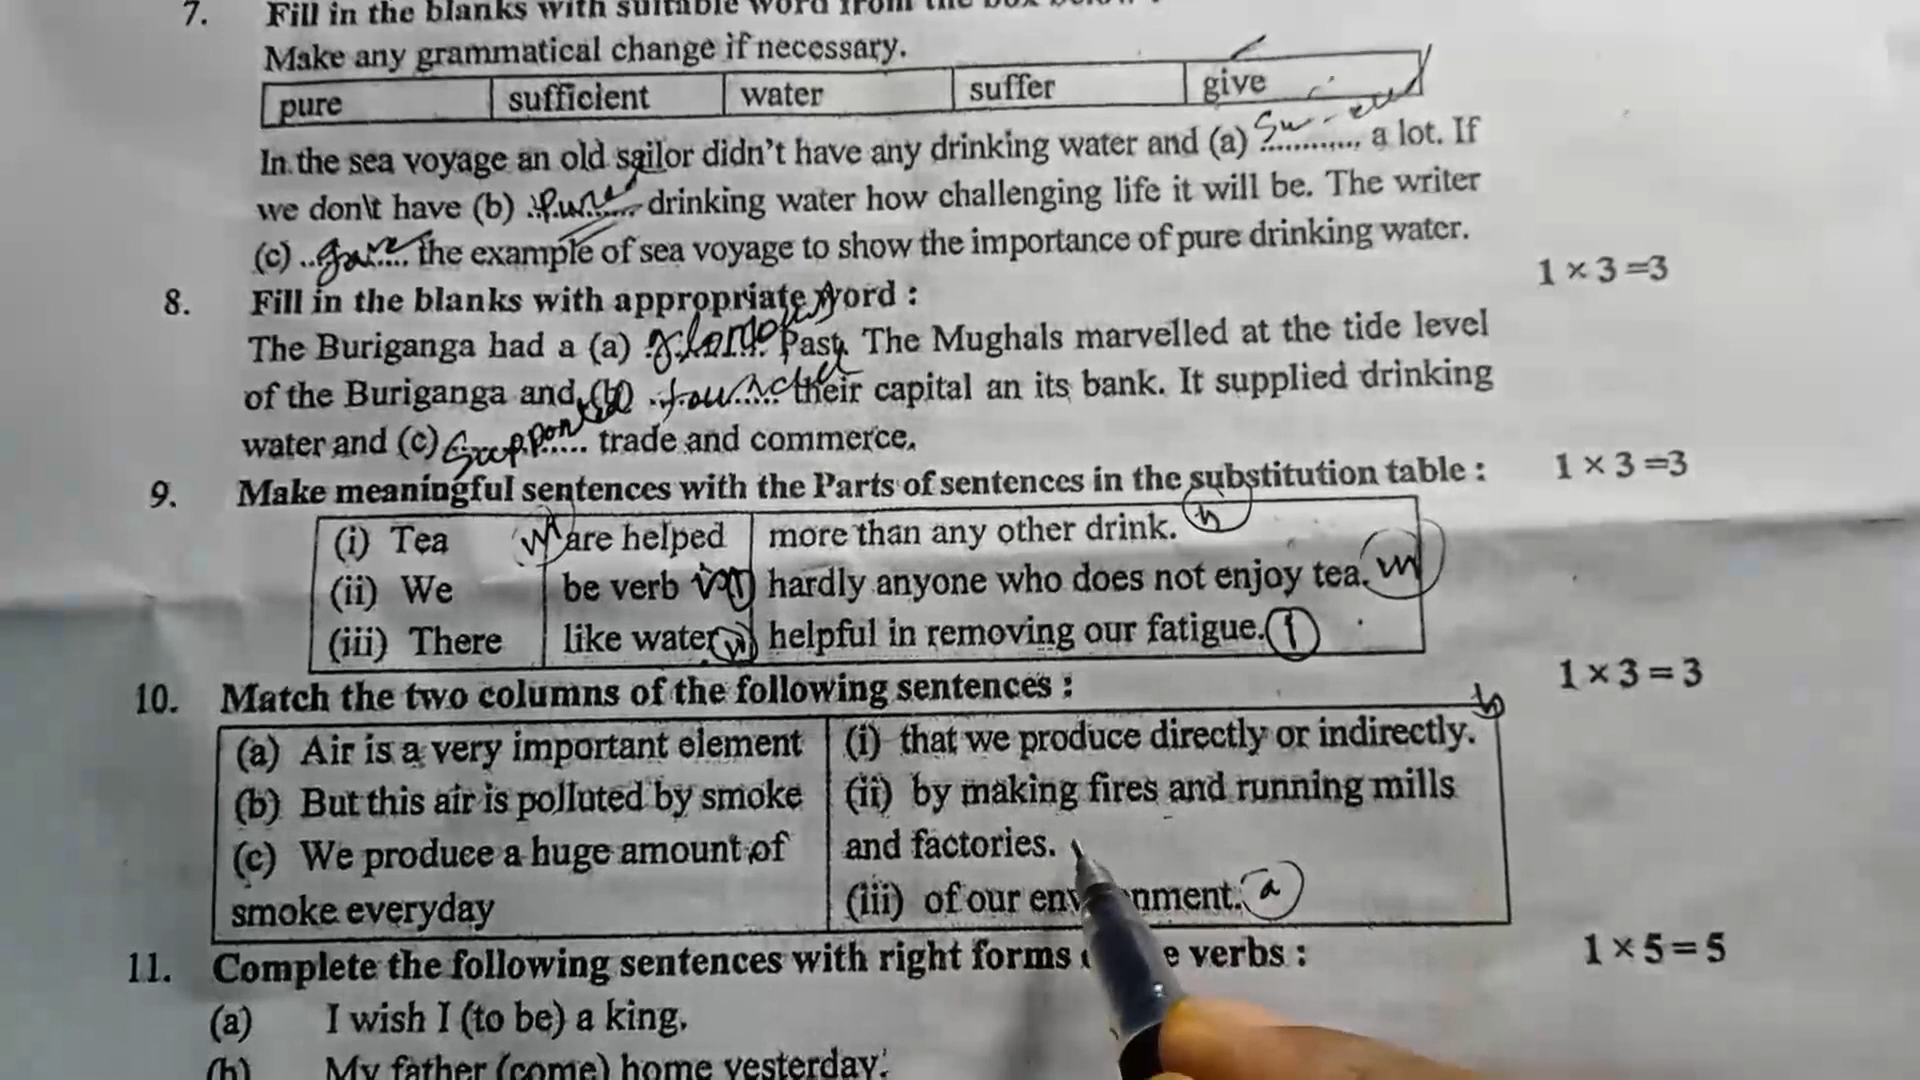 7. Fill in the blanks with suitable word from the box below :
Make any grammatical change if necessary.
pure sufficient water suffer give
In the sea voyage an old sailor didn't have any drinking water and (a) ........... a lot. If
we don\t have (b) .pure..... drinking water how challenging life it will be. The writer
(c) ..gave.... the example of sea voyage to show the importance of pure drinking water.
1 × 3 =3
8. Fill in the blanks with appropriate word :
The Buriganga had a (a) Past. The Mughals marvelled at the tide level
of the Buriganga and (b) their capital an its bank. It supplied drinking
water and (c) ..... trade and commerce.
9. Make meaningful sentences with the Parts of sentences in the substitution table : 1 × 3 =3
(i) Tea are helped more than any other drink.
(ii) We be verb hardly anyone who does not enjoy tea.
(iii) There like water helpful in removing our fatigue. i
10. Match the two columns of the following sentences : 1 × 3 = 3
b
(a) Air is a very important element (i) that we produce directly or indirectly.
(b) But this air is polluted by smoke (ii) by making fires and running mills
(c) We produce a huge amount of and factories.
smoke everyday (iii) of our nment. a
11. Complete the following sentences with right forms verbs : 1 × 5 = 5
(a) I wish I (to be) a king.
(b) My father (come) home yesterday.